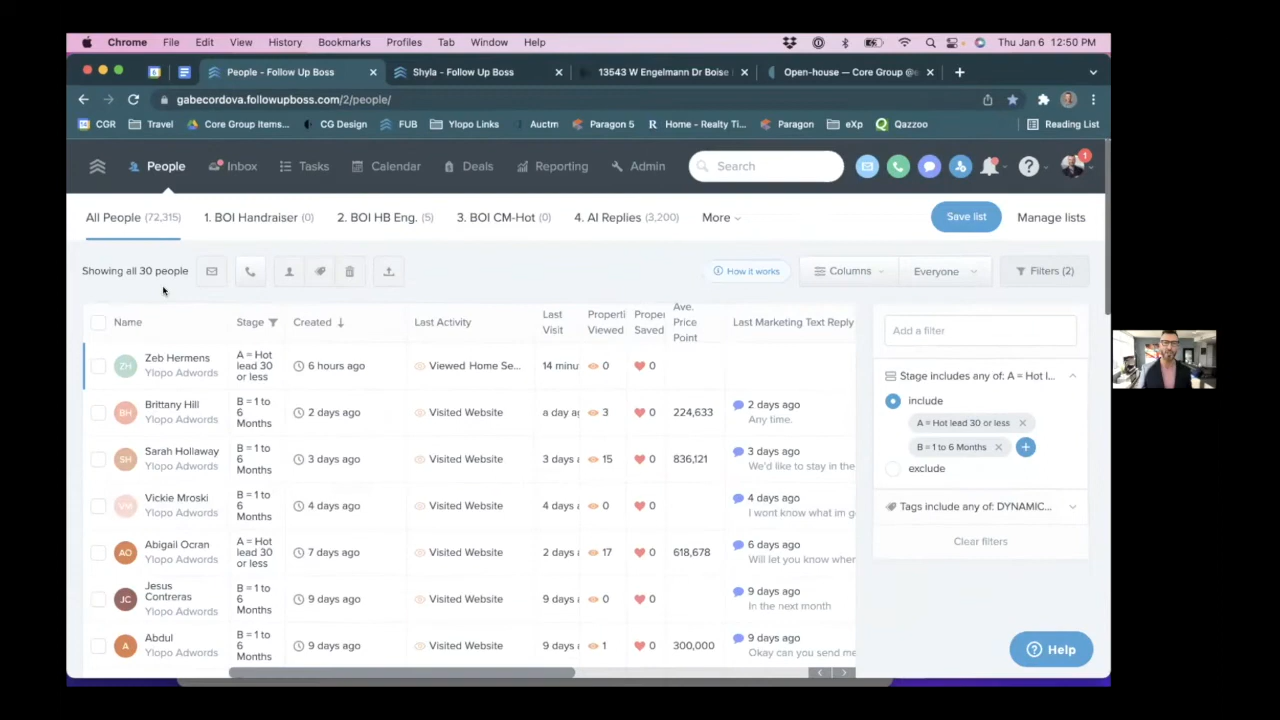 Chrome File Edit View History Bookmarks Profiles Tab Window Help Thu Jan 6 12:50 PM
People - Follow Up Boss Shyla - Follow Up Boss 13543 W Engelmann Dr Boise Open-house — Core Group @e
gabecordova.followupboss.com/2/people/
CGR Travel Core Group Items... CG Design FUB Ylopo Links Auctm Paragon 5 Home - Realty Ti... Paragon eXp Qazzoo Reading List
People Inbox Tasks Calendar Deals Reporting Admin Search 1
All People (72,315) 1. BOI Handraiser (0) 2. BOI HB Eng. (5) 3. BOI CM-Hot (0) 4. AI Replies (3,200) More Save list Manage lists
Showing all 30 people How it works Columns Everyone Filters (2)
Name Stage Created Last Activity Last Visit Properti Viewed Proper Saved Ave. Price Point Last Marketing Text Reply
ZH Zeb Hermens Ylopo Adwords A = Hot lead 30 or less 6 hours ago Viewed Home Se... 14 minu 0 0
BH Brittany Hill Ylopo Adwords B = 1 to 6 Months 2 days ago Visited Website a day ag 3 0 224,633 2 days ago Any time.
SH Sarah Hollaway Ylopo Adwords B = 1 to 6 Months 3 days ago Visited Website 3 days 15 0 836,121 3 days ago We'd like to stay in the
VM Vickie Mroski Ylopo Adwords B = 1 to 6 Months 4 days ago Visited Website 4 days 0 0 4 days ago I wont know what im g
AO Abigail Ocran Ylopo Adwords A = Hot lead 30 or less 7 days ago Visited Website 2 days 17 0 618,678 6 days ago Will let you know wher
JC Jesus Contreras Ylopo Adwords B = 1 to 6 Months 9 days ago Visited Website 9 days 0 0 9 days ago In the next month
A Abdul Ylopo Adwords B = 1 to 6 Months 9 days ago Visited Website 9 days 1 0 300,000 9 days ago Okay can you send me
Add a filter
Stage includes any of: A = Hot l...
include
A = Hot lead 30 or less
B = 1 to 6 Months
exclude
Tags include any of: DYNAMIC...
Clear filters
Help